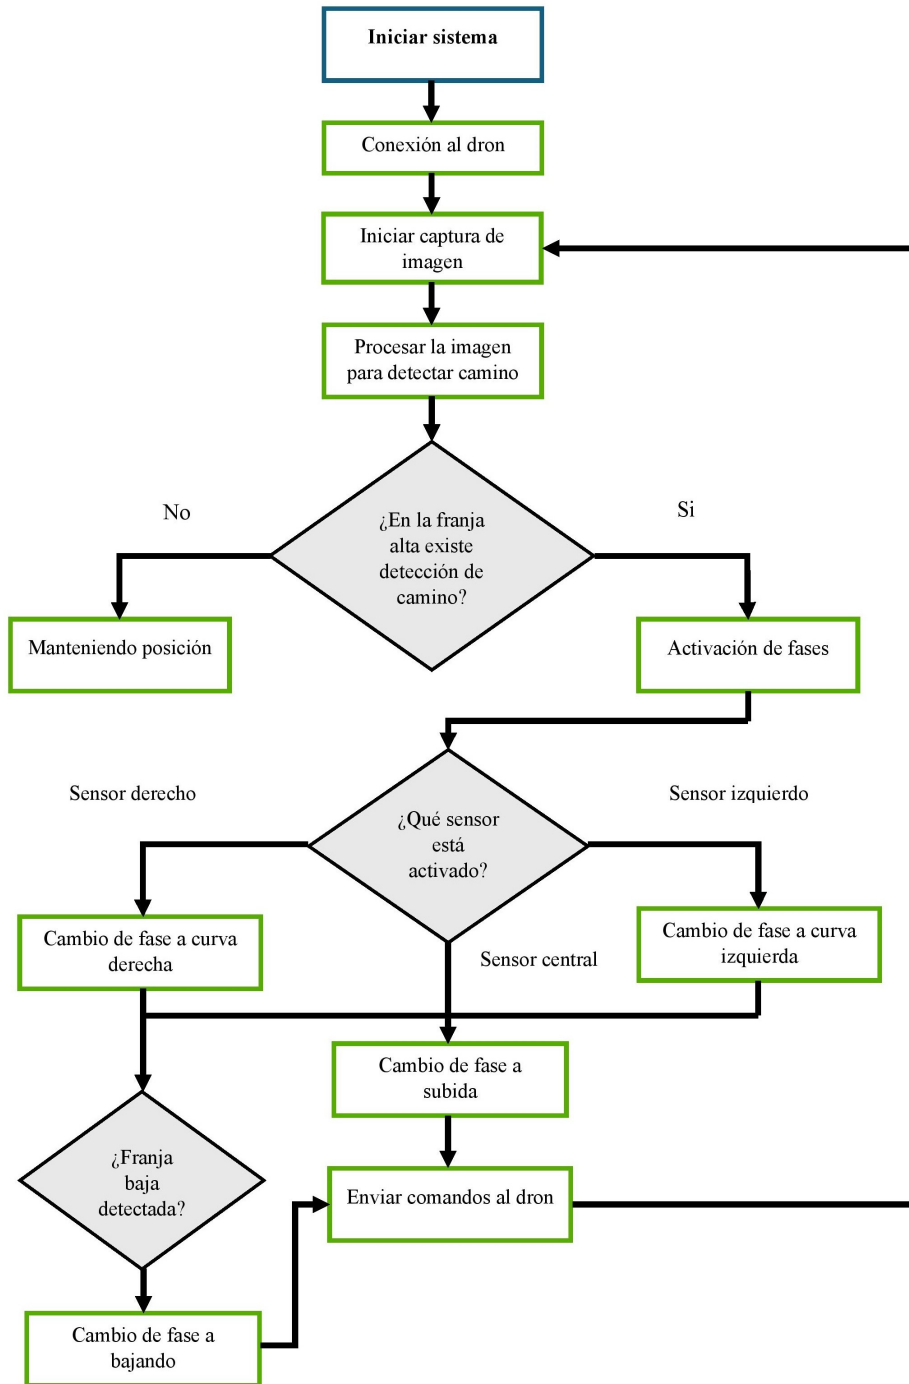 Iniciar sistema
Conexión al dron
Iniciar captura de
imagen
Procesar la imagen
para detectar camino
No
¿En la franja
alta existe
detección de
camino?
Si
Manteniendo posición
Activación de fases
Sensor derecho
¿Qué sensor
está
activado?
Sensor izquierdo
Cambio de fase a curva
derecha
Sensor central
Cambio de fase a curva
izquierda
Cambio de fase a
subida
¿Franja
baja
detectada?
Enviar comandos al dron
Cambio de fase a
bajando